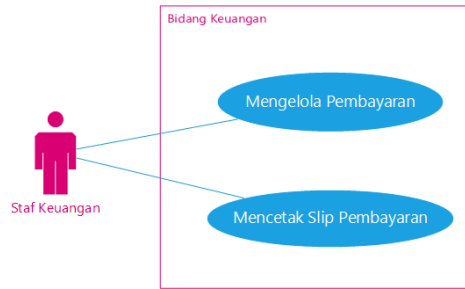 Bidang Keuangan
Mengelola Pembayaran
Staf Keuangan
Mencetak Slip Pembayaran